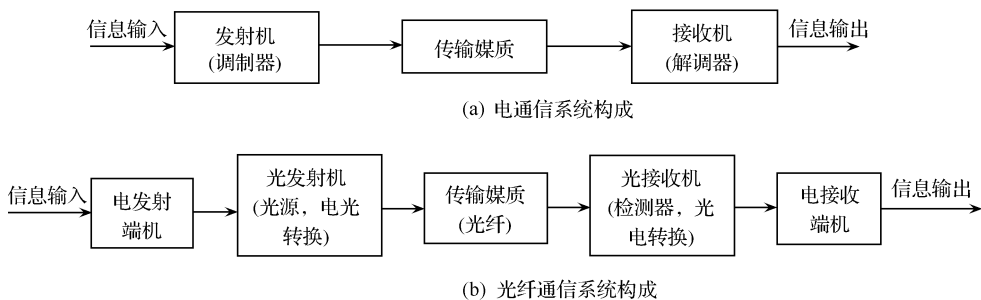 信息输入
发射机
(调制器)
传输媒质
接收机
(解调器)
信息输出
(a) 电通信系统构成
信息输入
电发射
端机
光发射机
(光源，电光
转换)
传输媒质
(光纤)
光接收机
(检测器，光
电转换)
电接收
端机
信息输出
(b) 光纤通信系统构成